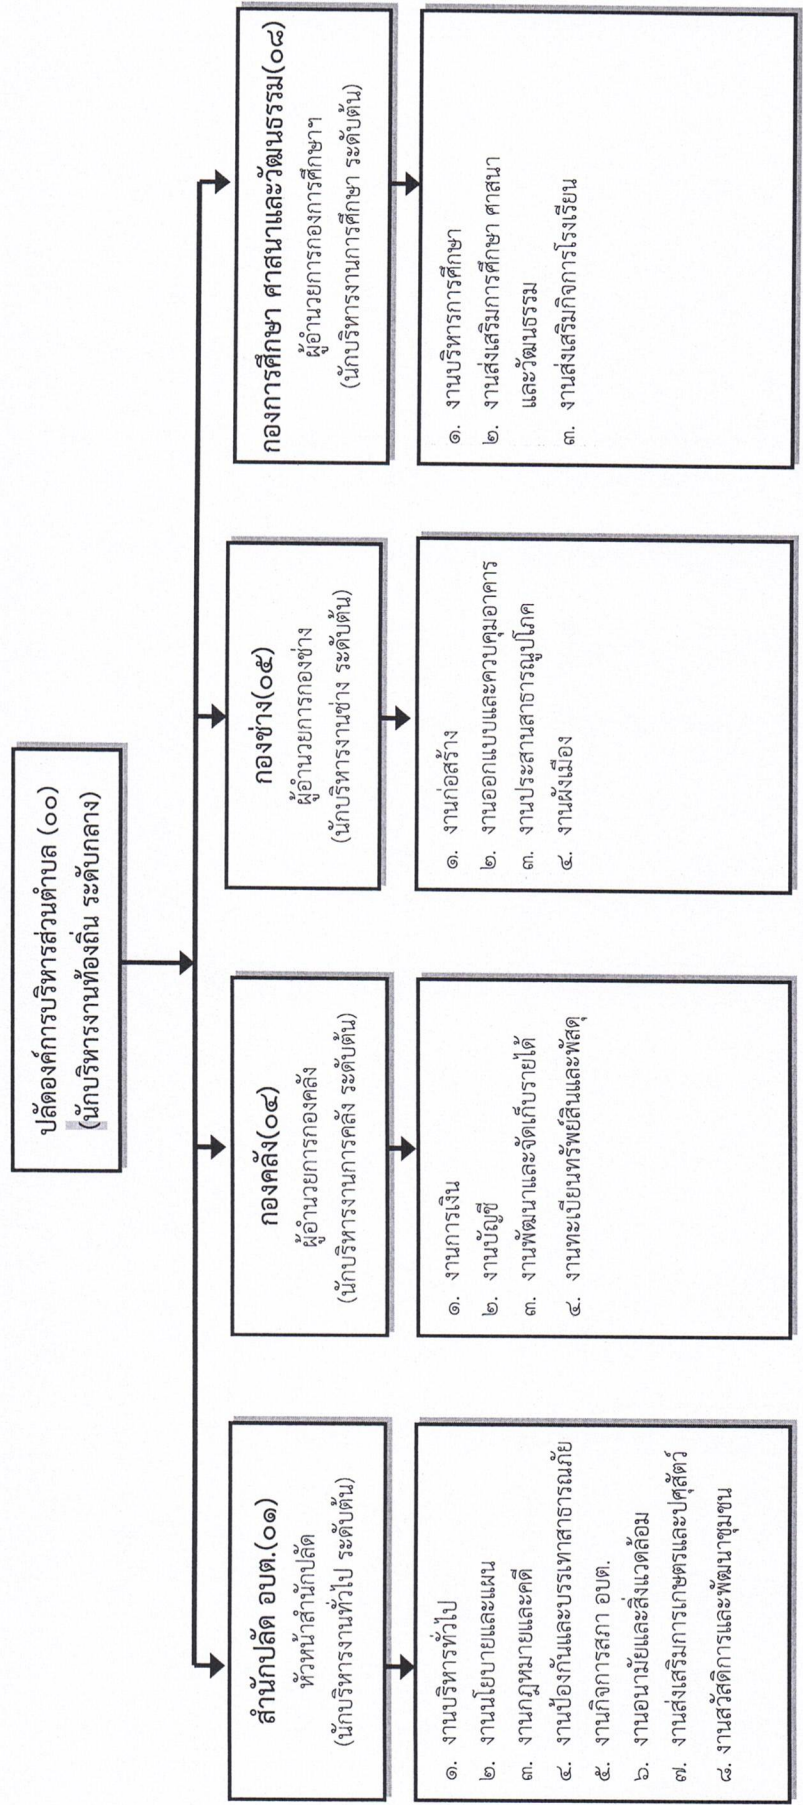 ปลัดองค์การบริหารส่วนตำบล (๐๐)
(นักบริหารงานท้องถิ่น ระดับกลาง)
สำนักปลัด อบต.(๐๑)
หัวหน้าสำนักปลัด
(นักบริหารงานทั่วไป ระดับต้น)
๑. งานบริหารทั่วไป
๒. งานนโยบายและแผน
๓. งานกฎหมายและคดี
๔. งานป้องกันและบรรเทาสาธารณภัย
๕. งานกิจการสภา อบต.
๖. งานอนามัยและสิ่งแวดล้อม
๗. งานส่งเสริมการเกษตรและปศุสัตว์
๘. งานสวัสดิการและพัฒนาชุมชน
กองคลัง(๐๔)
ผู้อำนวยการกองคลัง
(นักบริหารงานการคลัง ระดับต้น)
๑. งานการเงิน
๒. งานบัญชี
๓. งานพัฒนาและจัดเก็บรายได้
๔. งานทะเบียนทรัพย์สินและพัสดุ
กองช่าง(๐๕)
ผู้อำนวยการกองช่าง
(นักบริหารงานช่าง ระดับต้น)
๑. งานก่อสร้าง
๒. งานออกแบบและควบคุมอาคาร
๓. งานประสานสาธารณูปโภค
๔. งานผังเมือง
กองการศึกษา ศาสนาและวัฒนธรรม(๐๘)
ผู้อำนวยการกองการศึกษาฯ
(นักบริหารงานการศึกษา ระดับต้น)
๑. งานบริหารการศึกษา
๒. งานส่งเสริมการศึกษา ศาสนา
และวัฒนธรรม
๓. งานส่งเสริมกิจการโรงเรียน